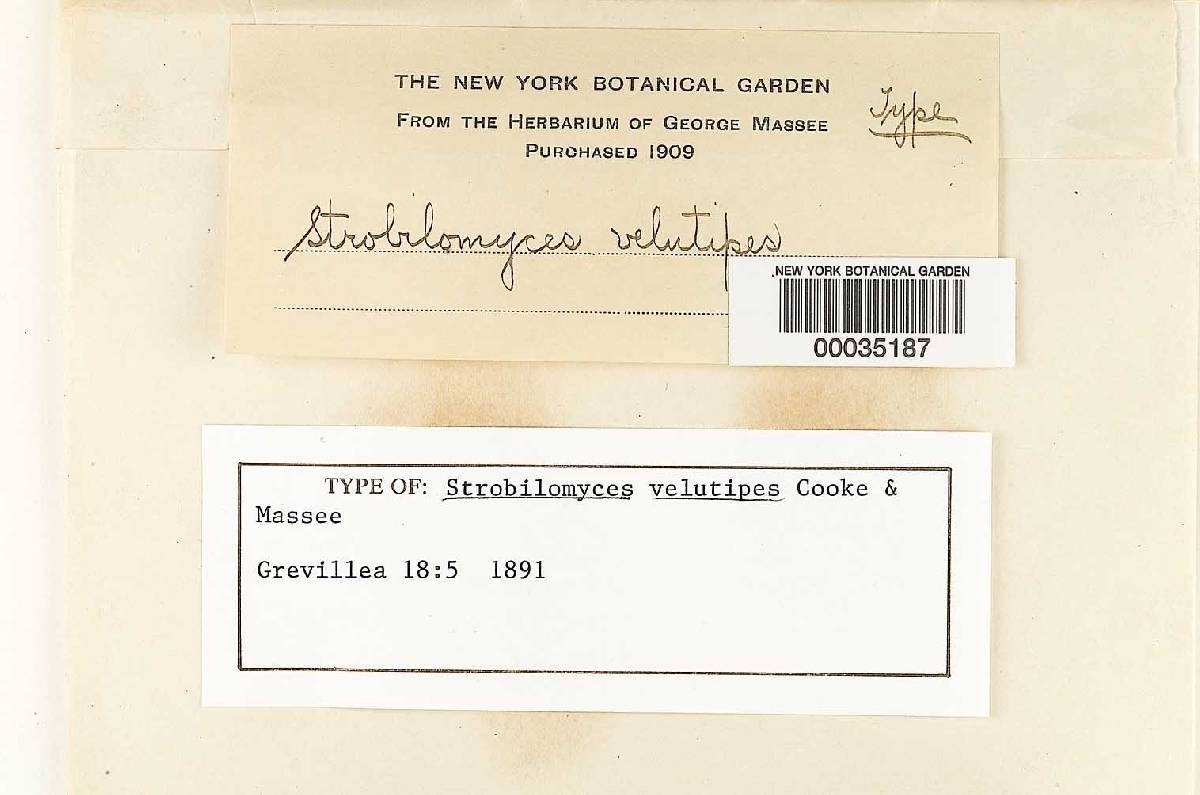 THE NEW YORK BOTANICAL GARDEN
FROM THE HERBARIUM OF GEORGE MASSEE
PURCHASED 1909
Type
Strobilomyces velutipes
NEW YORK BOTANICAL GARDEN
00035187
TYPE OF: Strobilomyces velutipes Cooke &
Massee
Grevillea 18:5 1891